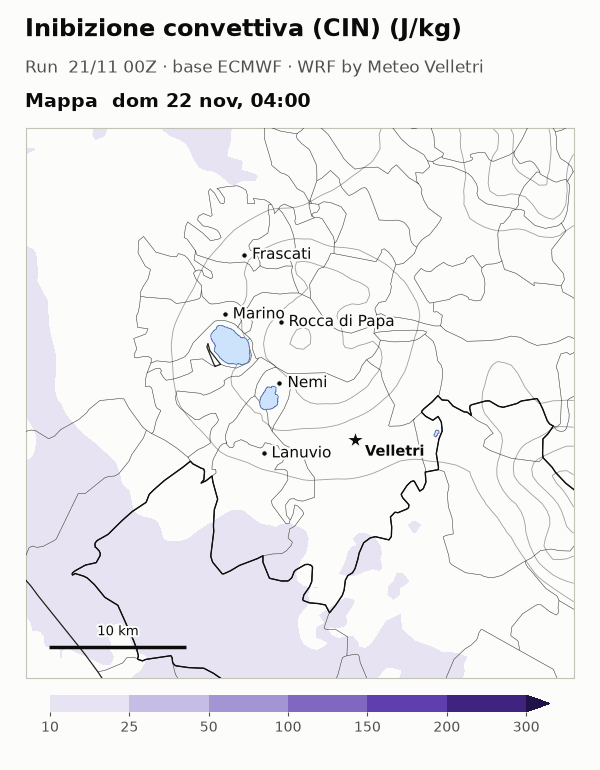 Inibizione convettiva (CIN) (J/kg)
Run  21/11 00Z · base ECMWF · WRF by Meteo Velletri
Mappa  dom 22 nov, 04:00
Frascati
Marino
Rocca di Papa
Nemi
Velletri
Lanuvio
10 km
10 25 50 100 150 200 300